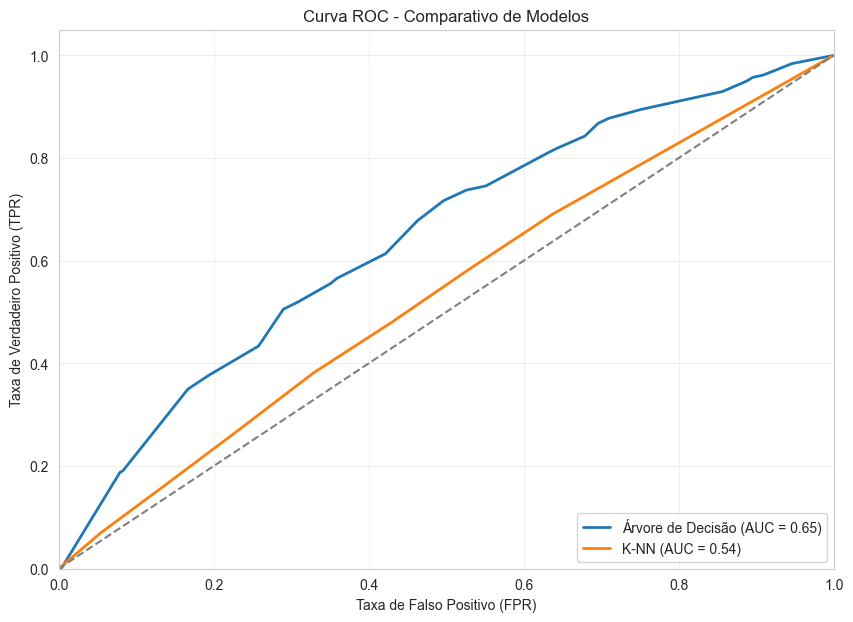 Curva ROC - Comparativo de Modelos
1.0
0.8
0.6
0.4
0.2
0.0
Taxa de Verdadeiro Positivo (TPR)
Árvore de Decisão (AUC = 0.65)
K-NN (AUC = 0.54)
0.0 0.2 0.4 0.6 0.8 1.0
Taxa de Falso Positivo (FPR)